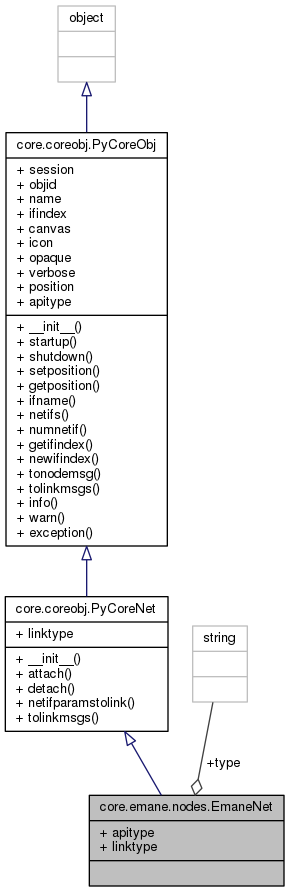 object
core.coreobj.PyCoreObj
+ session
+ objid
+ name
+ ifindex
+ canvas
+ icon
+ opaque
+ verbose
+ position
+ apitype
+ __init__()
+ startup()
+ shutdown()
+ setposition()
+ getposition()
+ ifname()
+ netifs()
+ numnetif()
+ getifindex()
+ newifindex()
+ tonodemsg()
+ tolinkmsgs()
+ info()
+ warn()
+ exception()
core.coreobj.PyCoreNet
+ linktype
+ __init__()
+ attach()
+ detach()
+ netifparamstolink()
+ tolinkmsgs()
string
+type
core.emane.nodes.EmaneNet
+ apitype
+ linktype